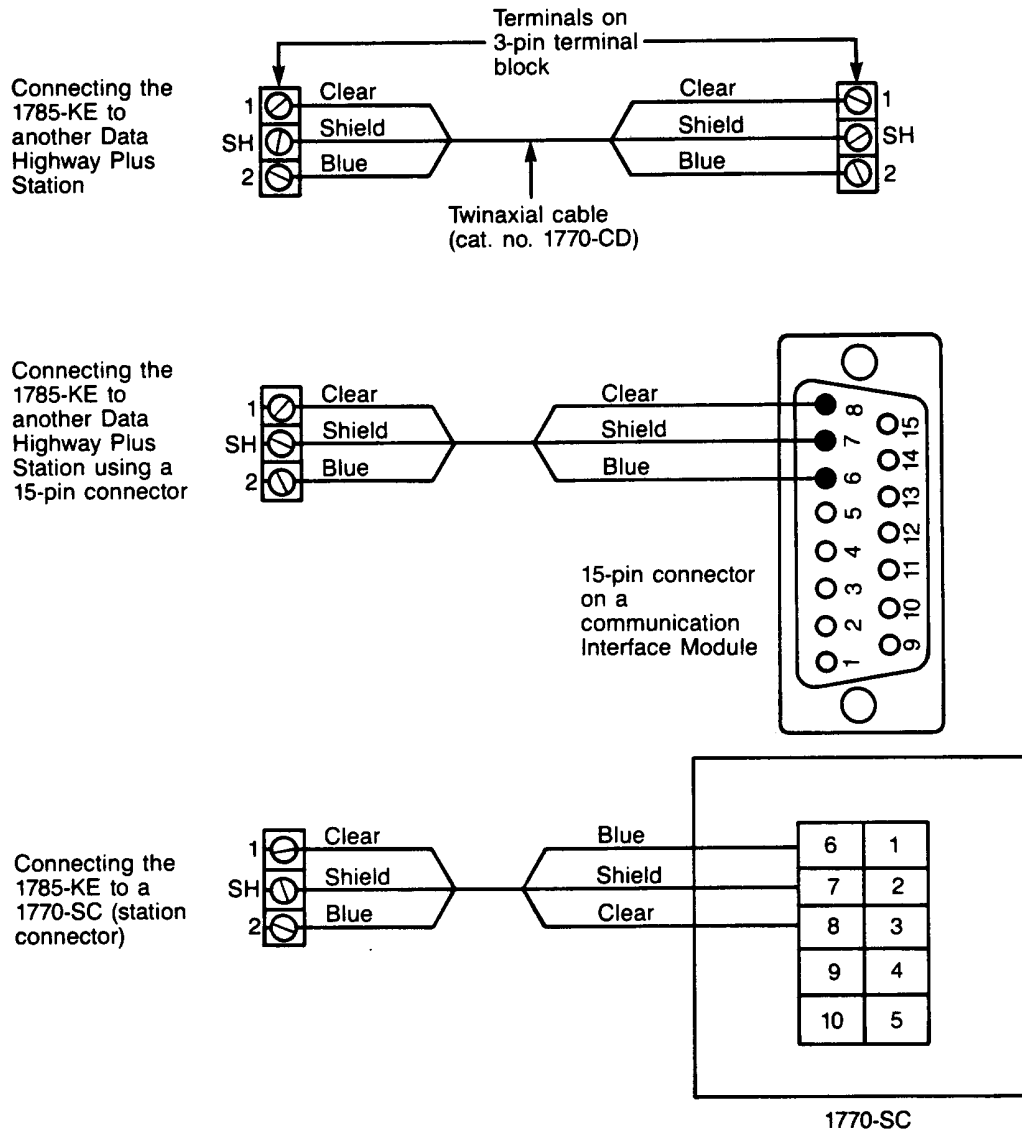 Terminals on
3-pin terminal
block
Connecting the
1785-KE to
another Data
Highway Plus
Station
1
SH
2
Clear
Shield
Blue
Clear
Shield
Blue
1
SH
2
Twinaxial cable
(cat. no. 1770-CD)
Connecting the
1785-KE to
another Data
Highway Plus
Station using a
15-pin connector
1
SH
2
Clear
Shield
Blue
Clear
Shield
Blue
8
7
6
5
4
3
2
1
15
14
13
12
11
10
9
15-pin connector
on a
communication
Interface Module
Connecting the
1785-KE to a
1770-SC (station
connector)
1
SH
2
Clear
Shield
Blue
Blue
Shield
Clear
6 1
7 2
8 3
9 4
10 5
1770-SC